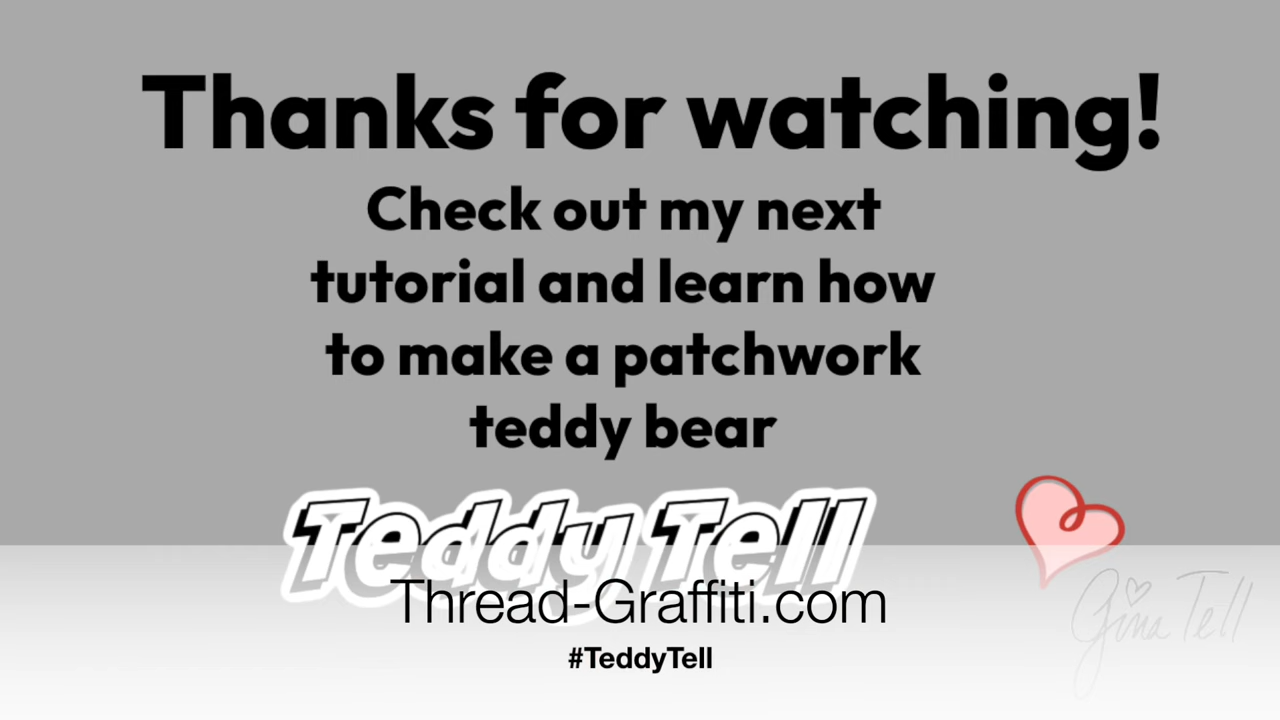 Thanks for watching!
Check out my next
tutorial and learn how
to make a patchwork
teddy bear
Teddy Tell
Thread-Graffiti.com
Gina Tell
#TeddyTell